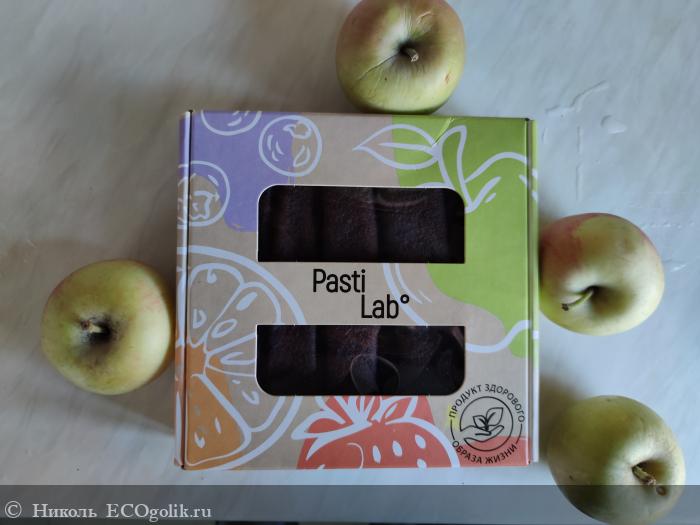 Pasti
Lab°
ПРОДУКТ ЗДОРОВОГО
ОБРАЗА ЖИЗНИ
© Николь ECOgolik.ru